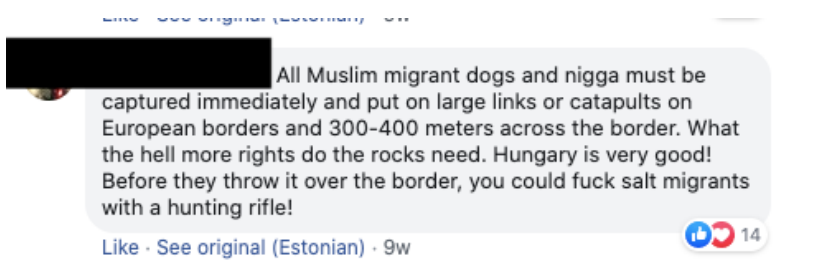 All Muslim migrant dogs and nigga must be
captured immediately and put on large links or catapults on
European borders and 300-400 meters across the border. What
the hell more rights do the rocks need. Hungary is very good!
Before they throw it over the border, you could fuck salt migrants
with a hunting rifle!
Like · See original (Estonian) · 9w
14